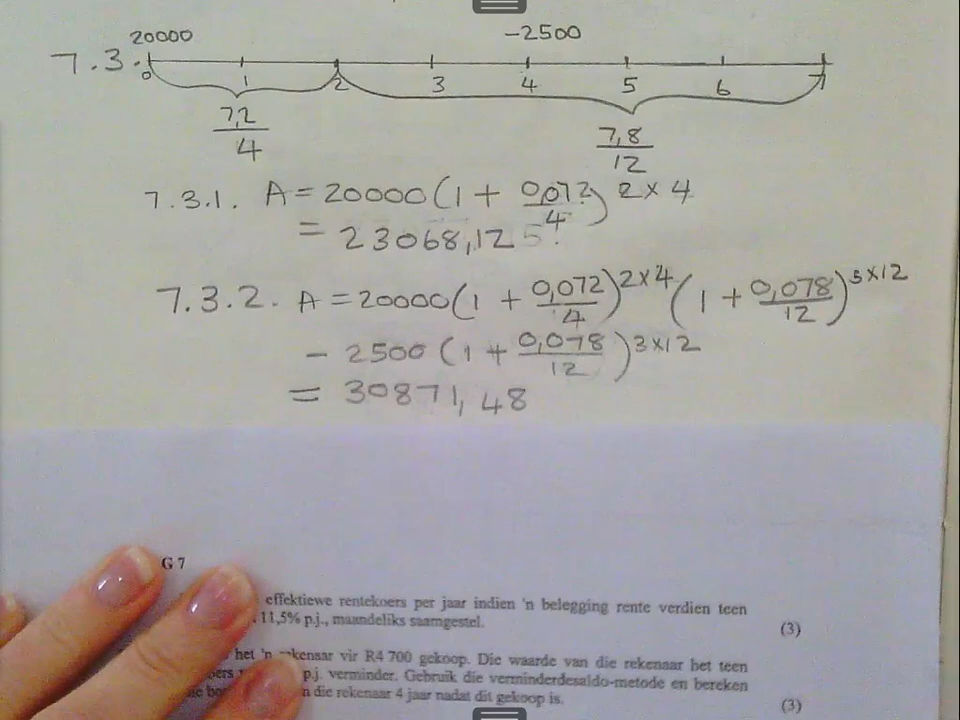 20000 -2500
7.3.
0 1 2 3 4 5 6 7
7,2 / 4
7,8 / 12
7.3.1. A = 20000(1 + 0,072/4)^2×4
= 23068,12
7.3.2. A = 20000(1 + 0,072/4)^2×4 (1 + 0,078/12)^5×12
- 2500(1 + 0,078/12)^3×12
= 30871,48
G 7
effektiewe rentekoers per jaar indien 'n belegging rente verdien teen
11,5% p.j., maandeliks saamgestel. (3)
het 'n rekenaar vir R4 700 gekoop. Die waarde van die rekenaar het teen
p.j. verminder. Gebruik die verminderdesaldo-metode en bereken
die rekenaar 4 jaar nadat dit gekoop is. (3)